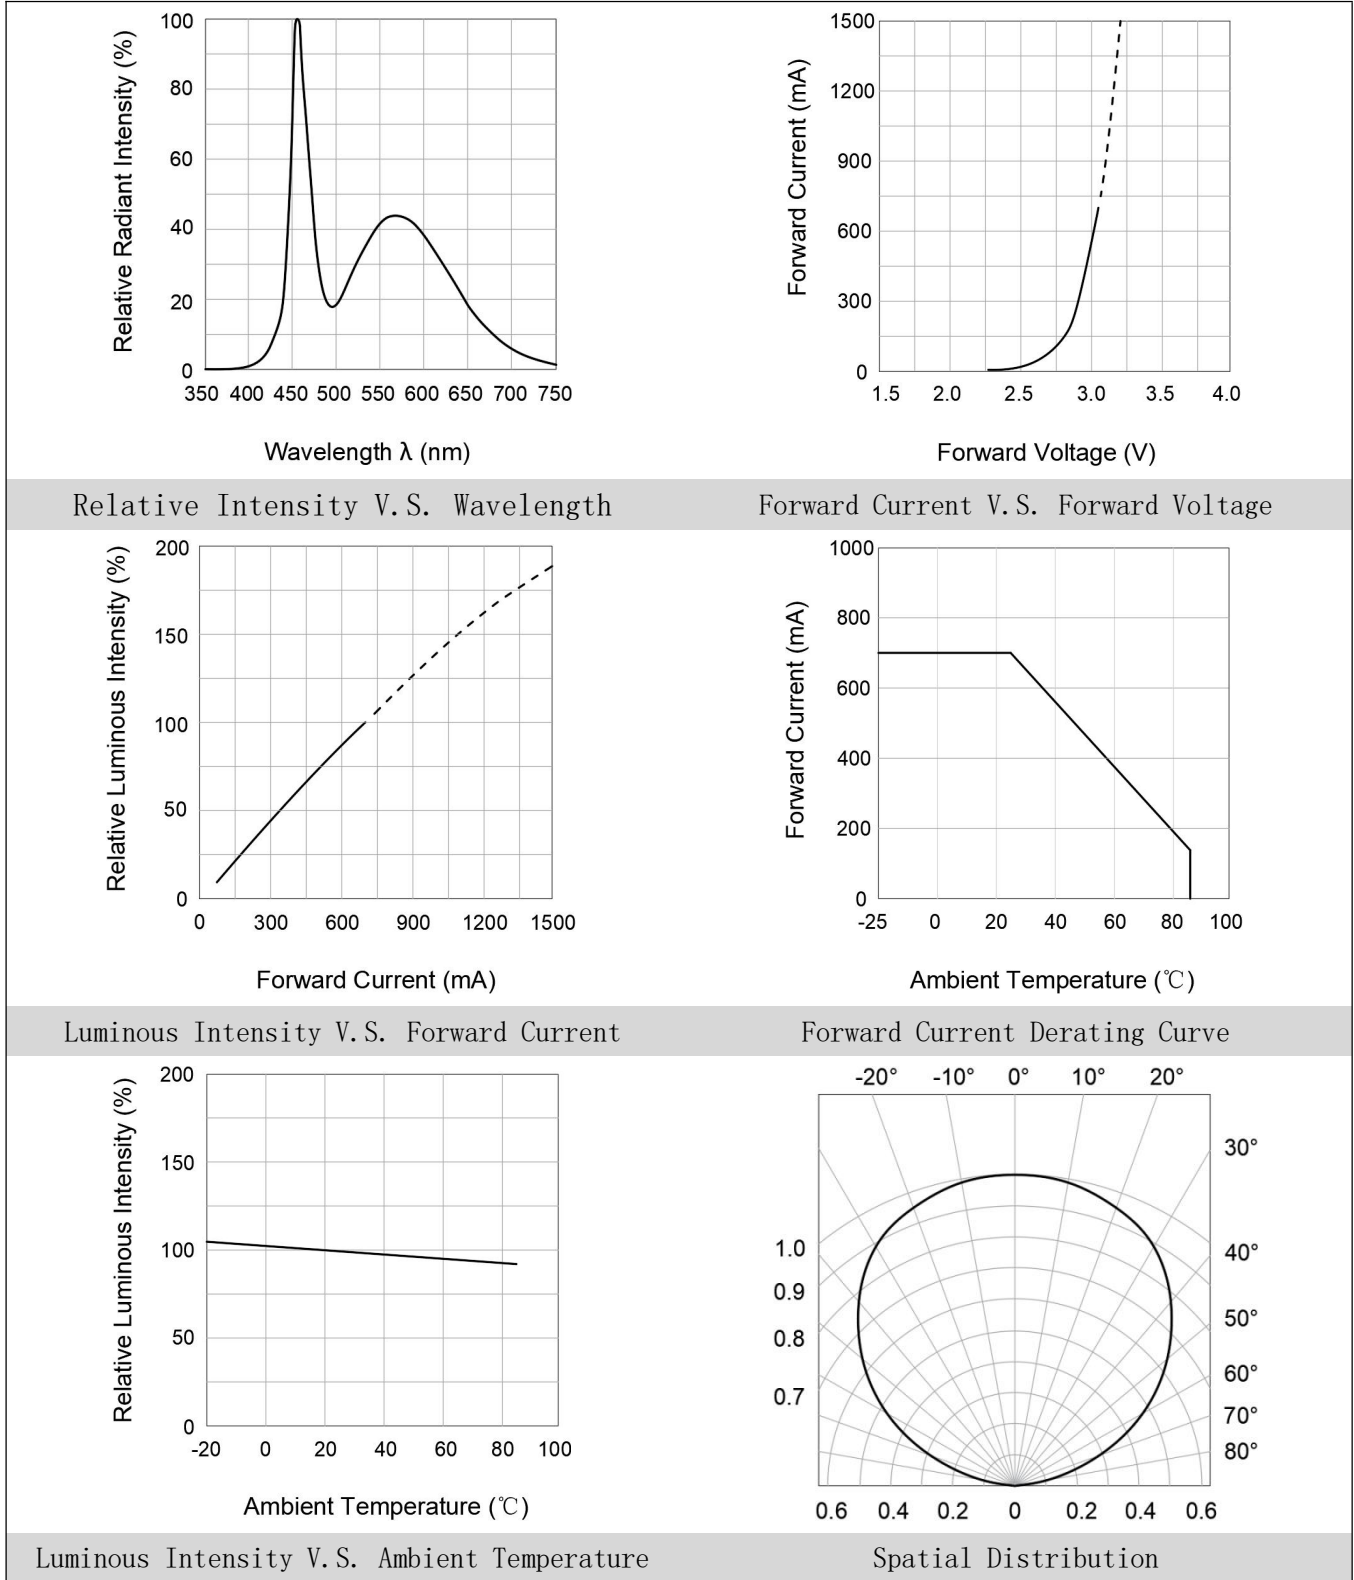 Relative Radiant Intensity (%)
100
80
60
40
20
0
350 400 450 500 550 600 650 700 750
Wavelength λ (nm)
Forward Current (mA)
1500
1200
900
600
300
0
1.5 2.0 2.5 3.0 3.5 4.0
Forward Voltage (V)
Relative Intensity V.S. Wavelength
Forward Current V.S. Forward Voltage
Relative Luminous Intensity (%)
200
150
100
50
0
0 300 600 900 1200 1500
Forward Current (mA)
Forward Current (mA)
1000
800
600
400
200
0
-25 0 20 40 60 80 100
Ambient Temperature (℃)
Luminous Intensity V.S. Forward Current
Forward Current Derating Curve
Relative Luminous Intensity (%)
200
150
100
50
0
-20 0 20 40 60 80 100
Ambient Temperature (℃)
-20° -10° 0° 10° 20°
30°
1.0 40°
0.9
0.8 50°
60°
0.7
70°
80°
0.6 0.4 0.2 0 0.2 0.4 0.6
Luminous Intensity V.S. Ambient Temperature
Spatial Distribution